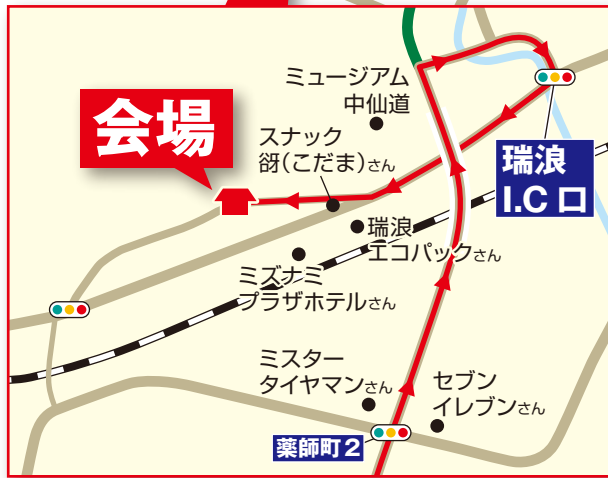 ミュージアム
中仙道
会場
スナック
谺(こだま)さん
瑞浪
I.C 口
瑞浪
エコパックさん
ミズナミ
プラザホテルさん
ミスター
タイヤマンさん
セブン
イレブンさん
薬師町2